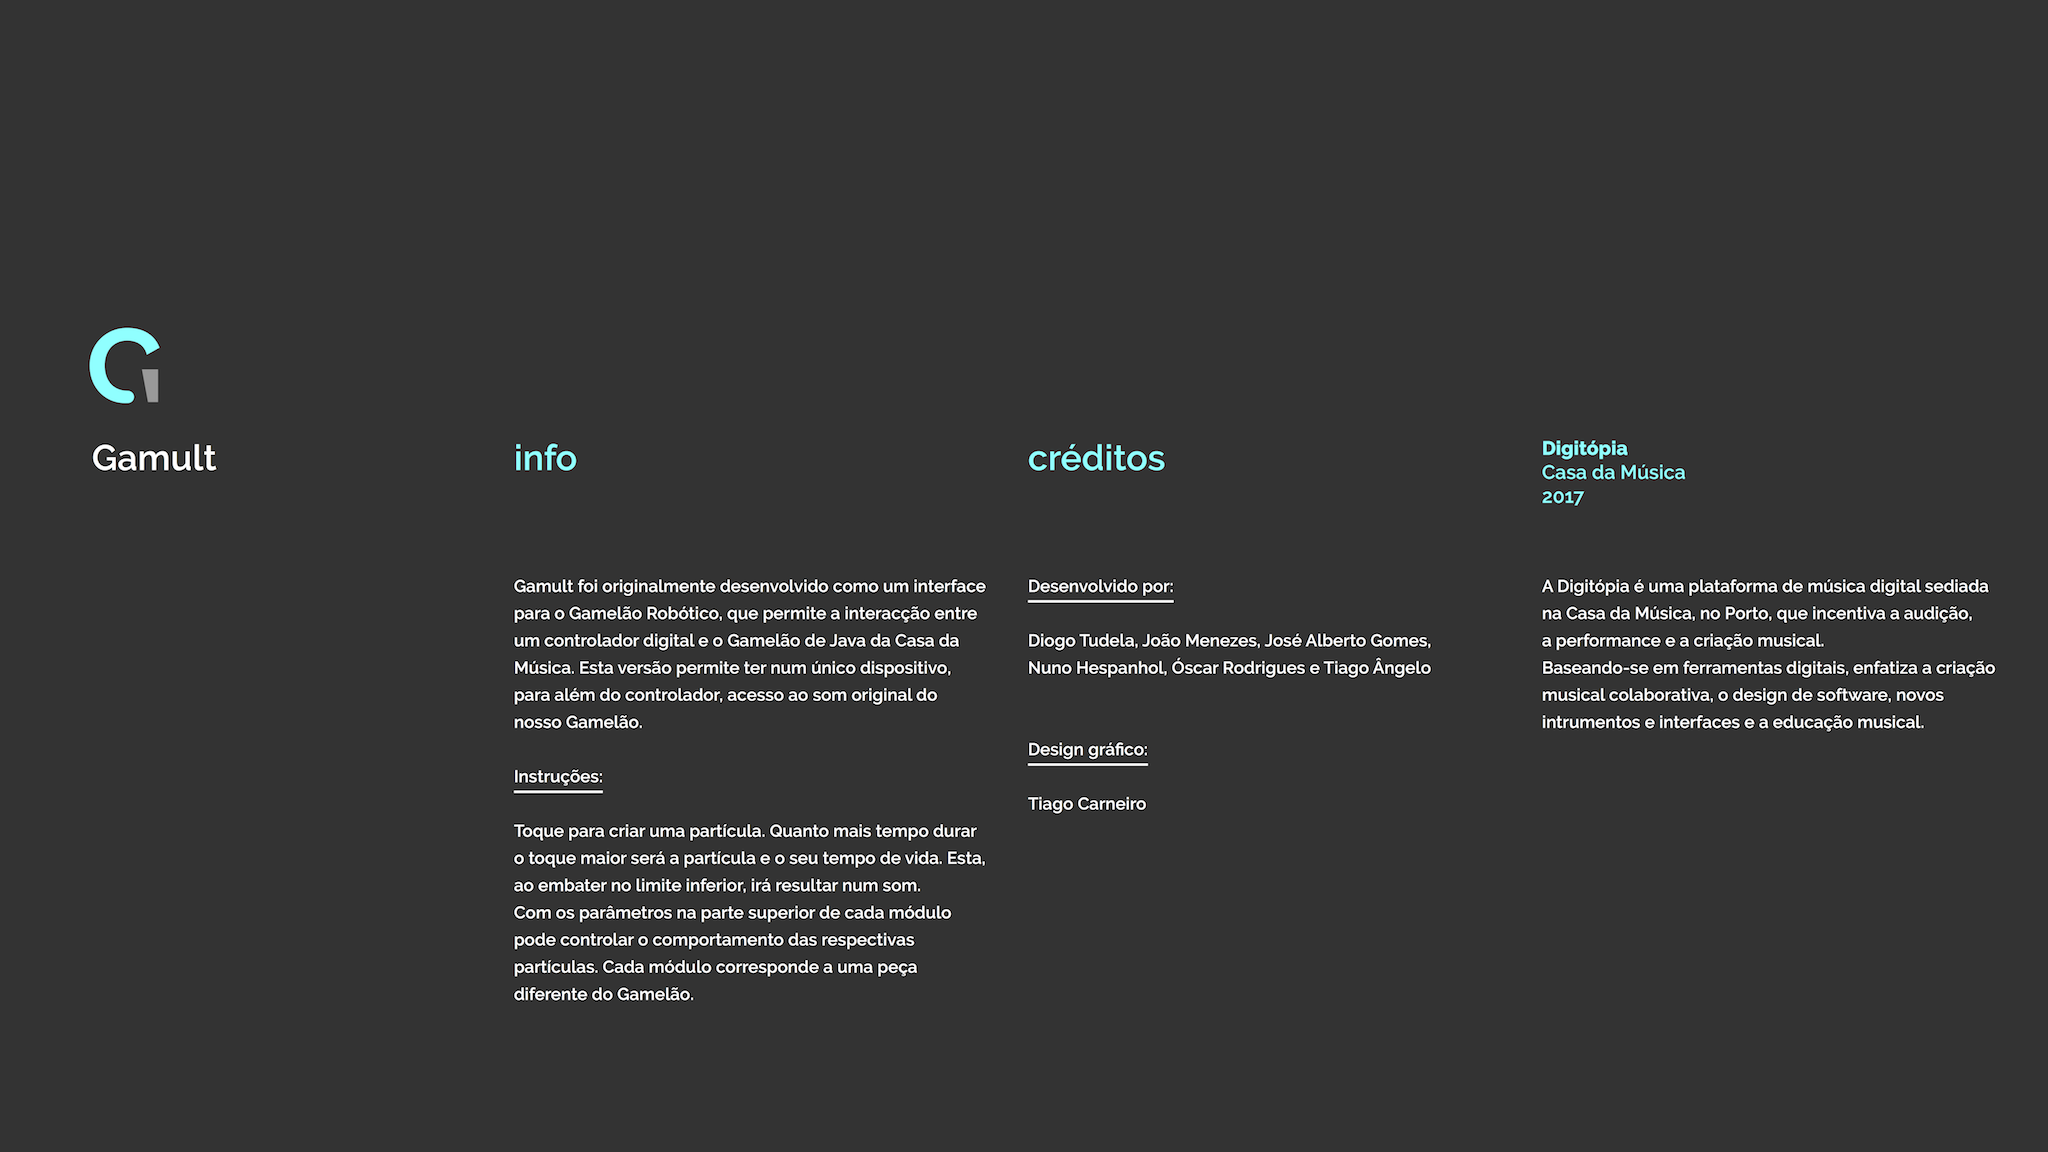 Gamult
info
Gamult foi originalmente desenvolvido como um interface
para o Gamelão Robótico, que permite a interacção entre
um controlador digital e o Gamelão de Java da Casa da
Música. Esta versão permite ter num único dispositivo,
para além do controlador, acesso ao som original do
nosso Gamelão.
Instruções:
Toque para criar uma partícula. Quanto mais tempo durar
o toque maior será a partícula e o seu tempo de vida. Esta,
ao embater no limite inferior, irá resultar num som.
Com os parâmetros na parte superior de cada módulo
pode controlar o comportamento das respectivas
partículas. Cada módulo corresponde a uma peça
diferente do Gamelão.
créditos
Desenvolvido por:
Diogo Tudela, João Menezes, José Alberto Gomes,
Nuno Hespanhol, Óscar Rodrigues e Tiago Ângelo
Design gráfico:
Tiago Carneiro
Digitópia
Casa da Música
2017
A Digitópia é uma plataforma de música digital sediada
na Casa da Música, no Porto, que incentiva a audição,
a performance e a criação musical.
Baseando-se em ferramentas digitais, enfatiza a criação
musical colaborativa, o design de software, novos
intrumentos e interfaces e a educação musical.